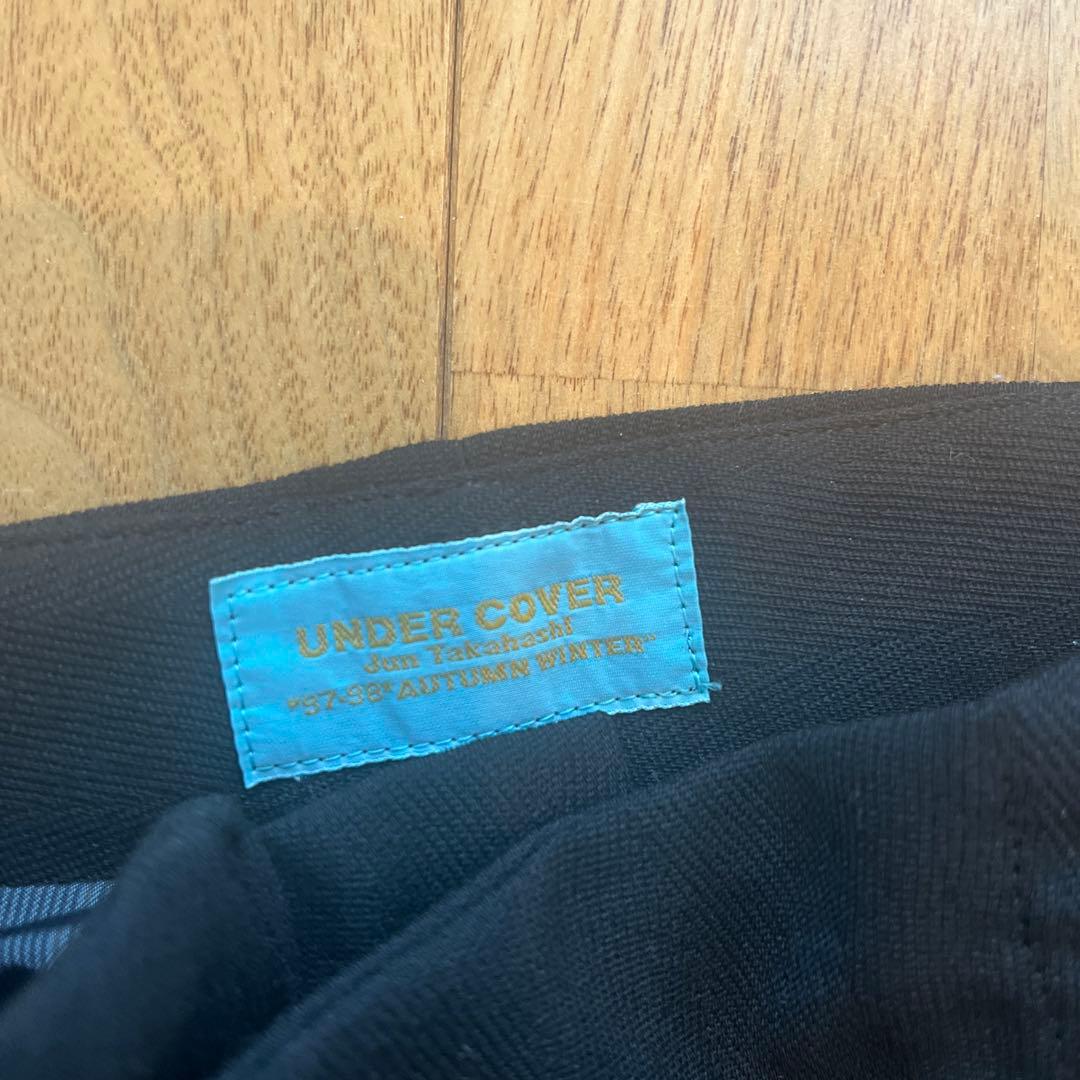 UNDER COVER
Jun Takahashi
"97-98" AUTUMN WINTER"